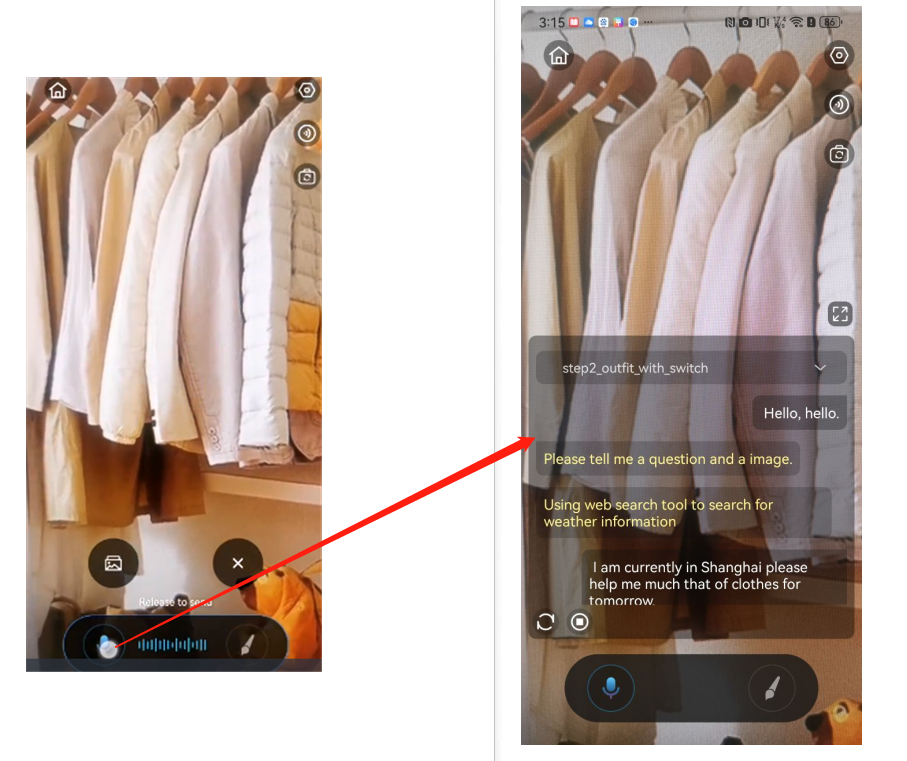 Release to send
3:15
86
step2_outfit_with_switch
Hello, hello.
Please tell me a question and a image.
Using web search tool to search for
weather information
I am currently in Shanghai please
help me much that of clothes for
tomorrow.